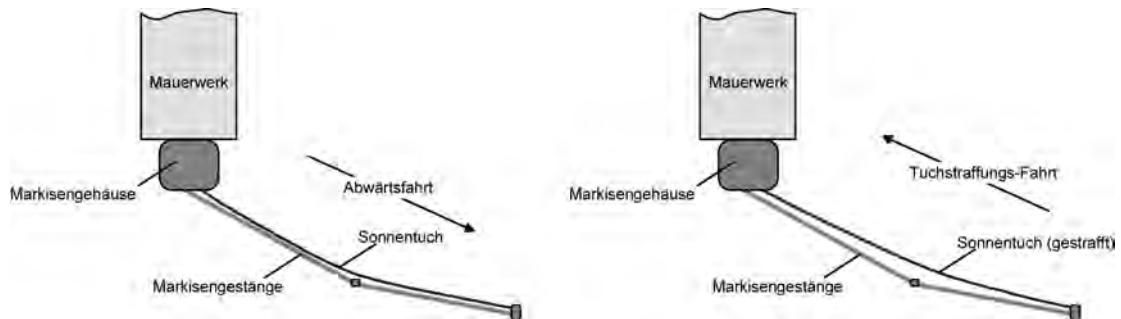 Mauerwerk
Markisengehäuse
Abwärtsfahrt
Sonnentuch
Markisengestänge
Mauerwerk
Markisengehäuse
Tuchstraffungs-Fahrt
Sonnentuch (gestrafft)
Markisengestänge